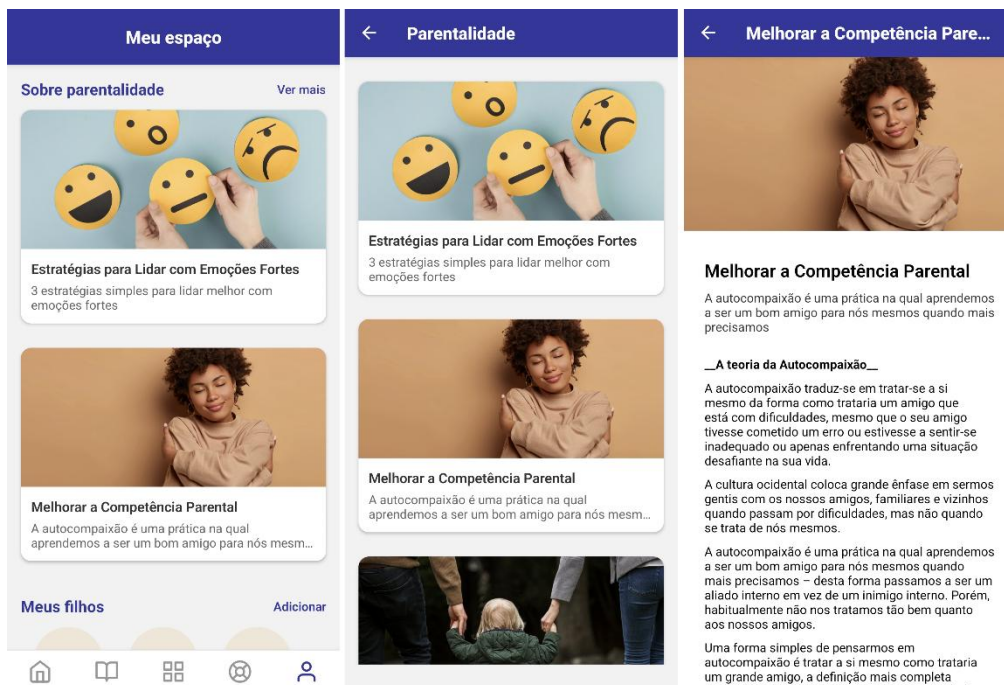 Meu espaço
Sobre parentalidade
Ver mais
Estratégias para Lidar com Emoções Fortes
3 estratégias simples para lidar melhor com
emoções fortes
Melhorar a Competência Parental
A autocompaixão é uma prática na qual
aprendemos a ser um bom amigo para nós mesm...
Meus filhos
Adicionar
Parentalidade
Estratégias para Lidar com Emoções Fortes
3 estratégias simples para lidar melhor com
emoções fortes
Melhorar a Competência Parental
A autocompaixão é uma prática na qual
aprendemos a ser um bom amigo para nós mesm...
Melhorar a Competência Pare...
Melhorar a Competência Parental
A autocompaixão é uma prática na qual aprendemos
a ser um bom amigo para nós mesmos quando mais
precisamos
__A teoria da Autocompaixão__
A autocompaixão traduz-se em tratar-se a si
mesmo da forma como trataria um amigo que
está com dificuldades, mesmo que o seu amigo
tivesse cometido um erro ou estivesse a sentir-se
inadequado ou apenas enfrentando uma situação
desafiante na sua vida.
A cultura ocidental coloca grande ênfase em sermos
gentis com os nossos amigos, familiares e vizinhos
quando passam por dificuldades, mas não quando
se trata de nós mesmos.
A autocompaixão é uma prática na qual aprendemos
a ser um bom amigo para nós mesmos quando
mais precisamos – desta forma passamos a ser um
aliado interno em vez de um inimigo interno. Porém,
habitualmente não nos tratamos tão bem quanto
aos nossos amigos.
Uma forma simples de pensarmos em
autocompaixão é tratar a si mesmo como trataria
um grande amigo, a definição mais completa